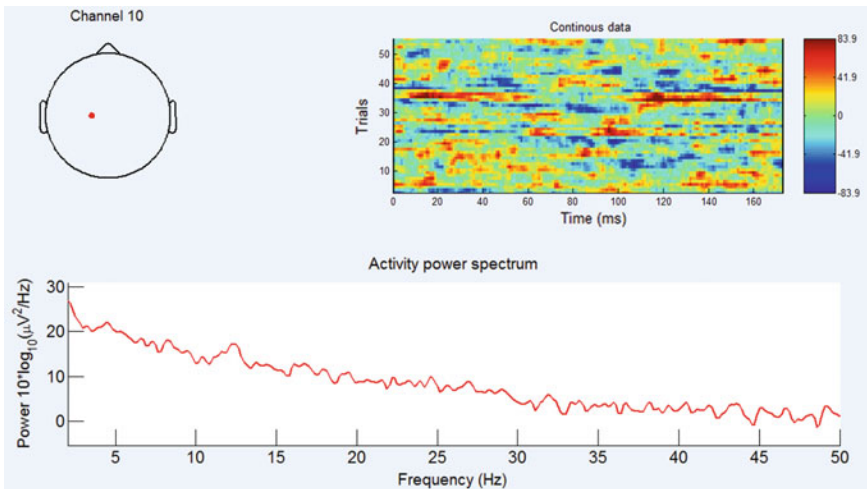 Channel 10
Continous data
Trials
50
40
30
20
10
0 20 40 60 80 100 120 140 160
Time (ms)
83.9
41.9
0
-41.9
-83.9
Activity power spectrum
Power 10*log10(μV2/Hz)
30
20
10
0
5 10 15 20 25 30 35 40 45 50
Frequency (Hz)